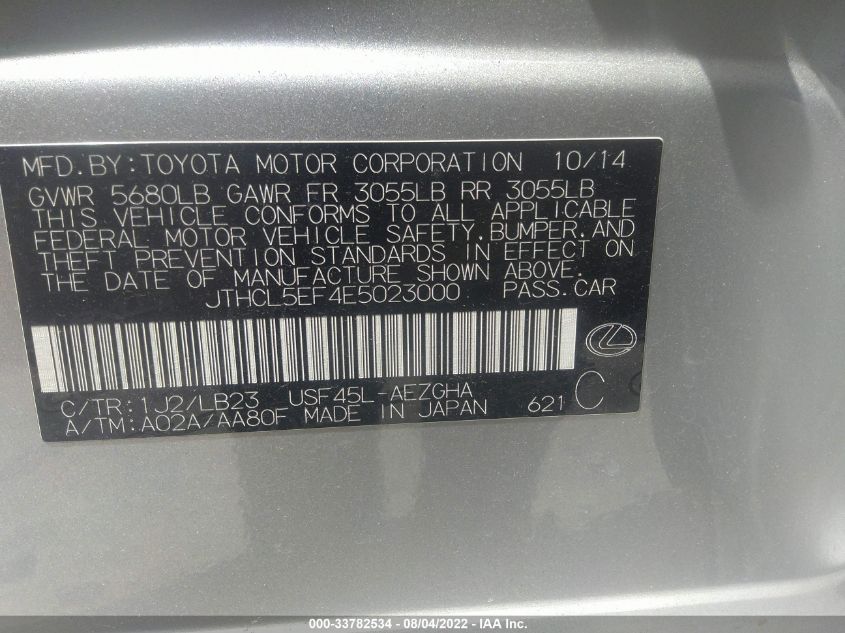 MFD.BY:TOYOTA MOTOR CORPORATION 10/14
GVWR 5680LB GAWR FR 3055LB RR 3055LB
THIS VEHICLE CONFORMS TO ALL APPLICABLE
FEDERAL MOTOR VEHICLE SAFETY,BUMPER,AND
THEFT PREVENTION STANDARDS IN EFFECT ON
THE DATE OF MANUFACTURE SHOWN ABOVE.
JTHCL5EF4E5023000 PASS.CAR
C/TR:1J2/LB23 USF45L-AEZGHA
A/TM:A02A/AA80F MADE IN JAPAN 621 C
000-33782534 - 08/04/2022 - IAA Inc.